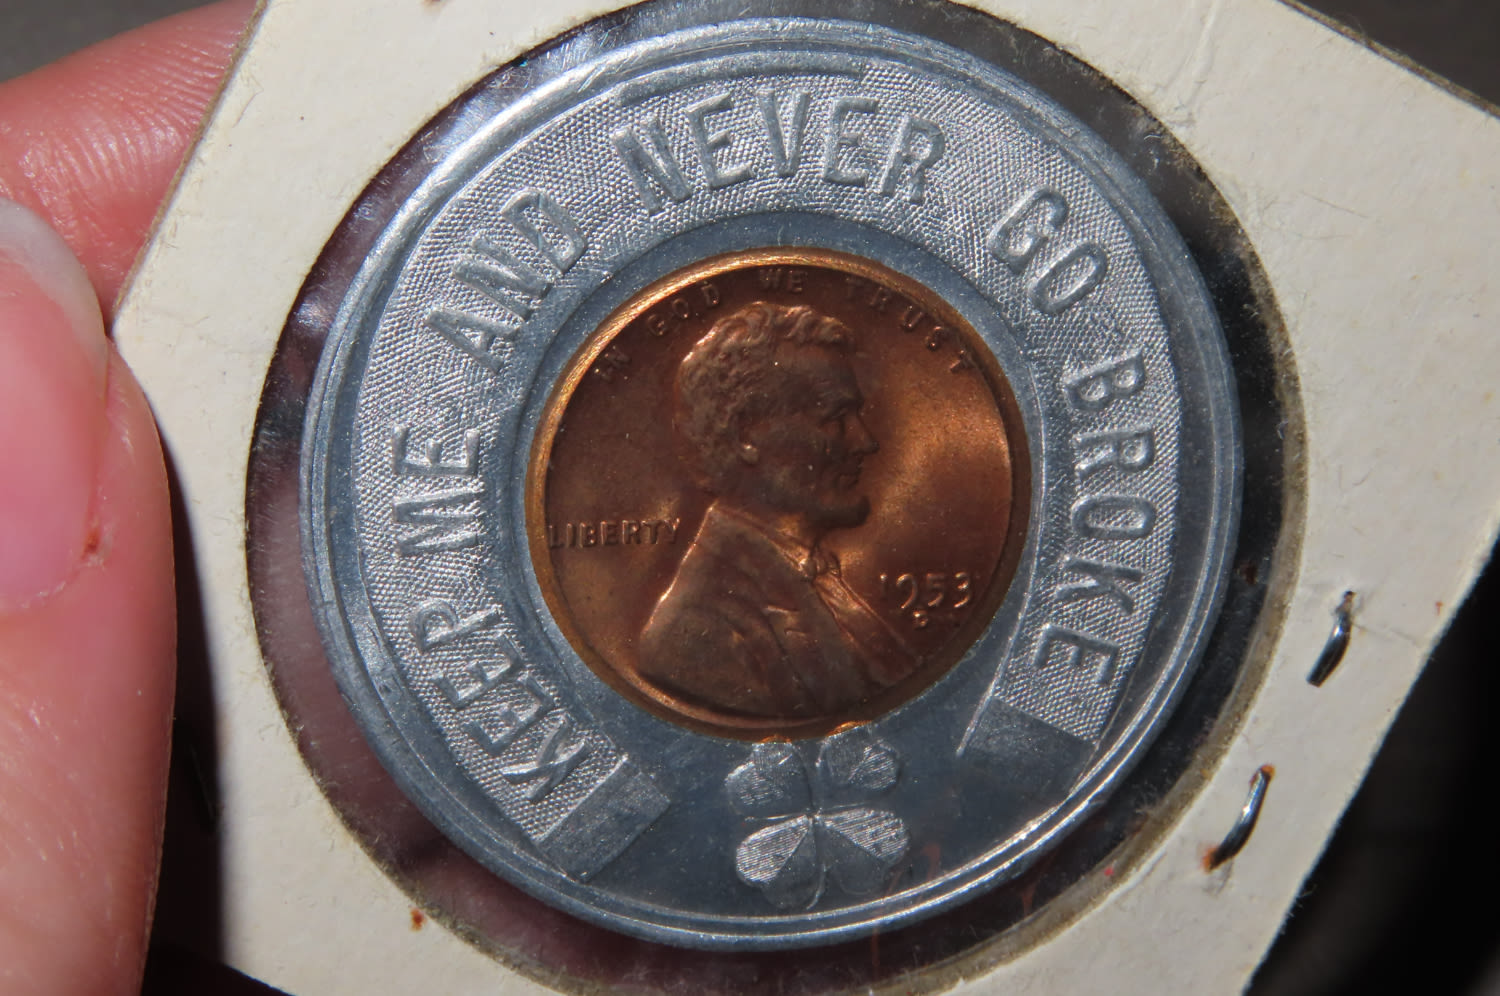 KEEP ME AND NEVER GO BROKE
IN GOD WE TRUST
LIBERTY
1953
D